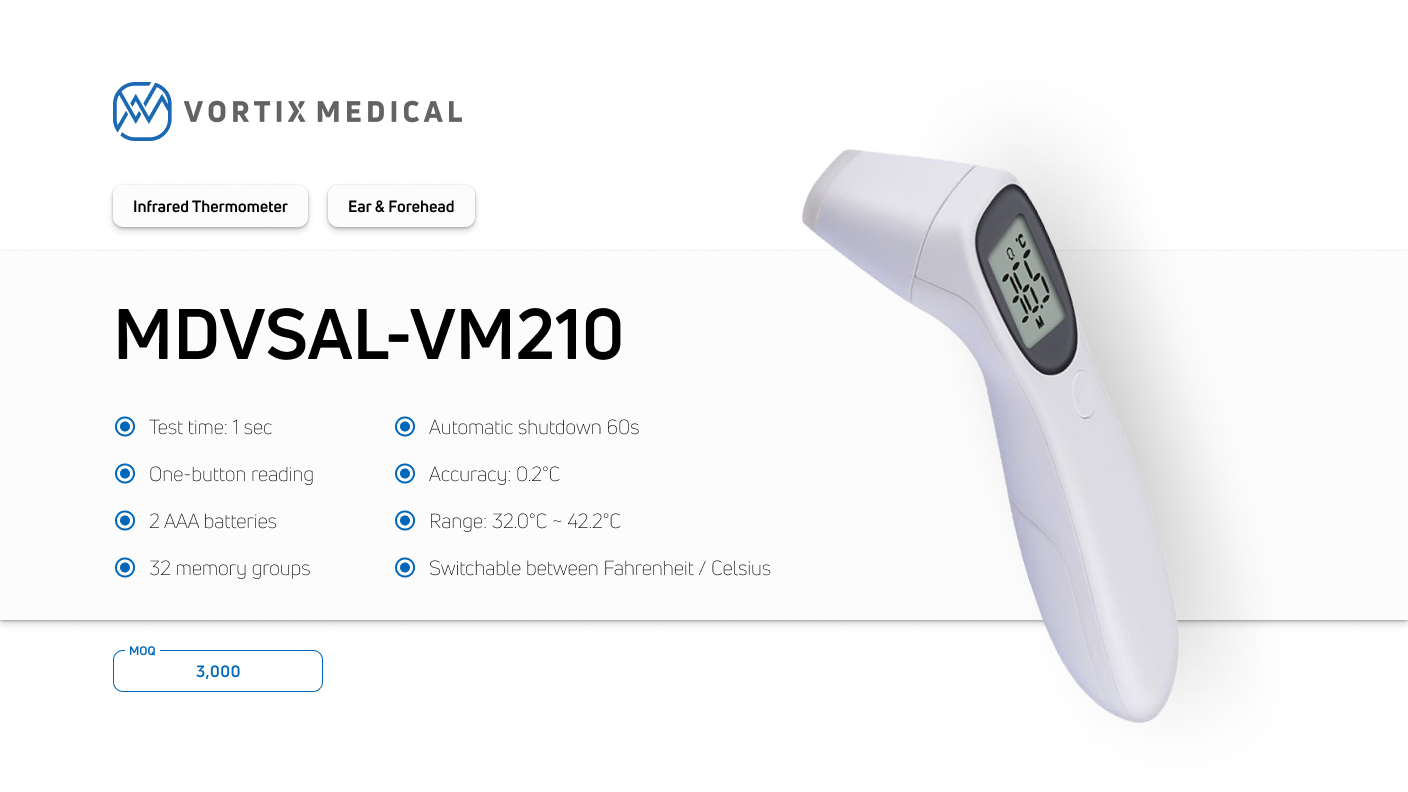 VORTIX MEDICAL
Infrared Thermometer
Ear & Forehead
MDVSAL-VM210
Test time: 1 sec
One-button reading
2 AAA batteries
32 memory groups
Automatic shutdown 60s
Accuracy: 0.2°C
Range: 32.0°C ~ 42.2°C
Switchable between Fahrenheit / Celsius
MOQ
3,000
°C
36.5
M